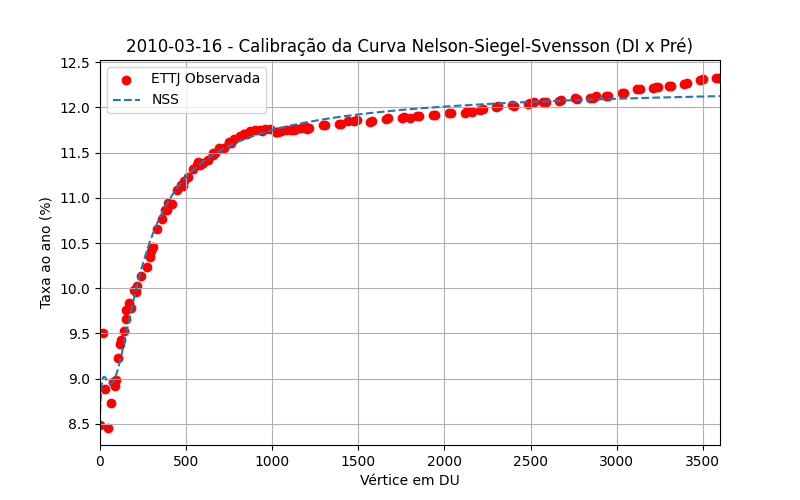 2010-03-16 - Calibração da Curva Nelson-Siegel-Svensson (DI x Pré)
12.5
12.0
11.5
11.0
10.5
10.0
9.5
9.0
8.5
Taxa ao ano (%)
ETTJ Observada
NSS
0 500 1000 1500 2000 2500 3000 3500
Vértice em DU